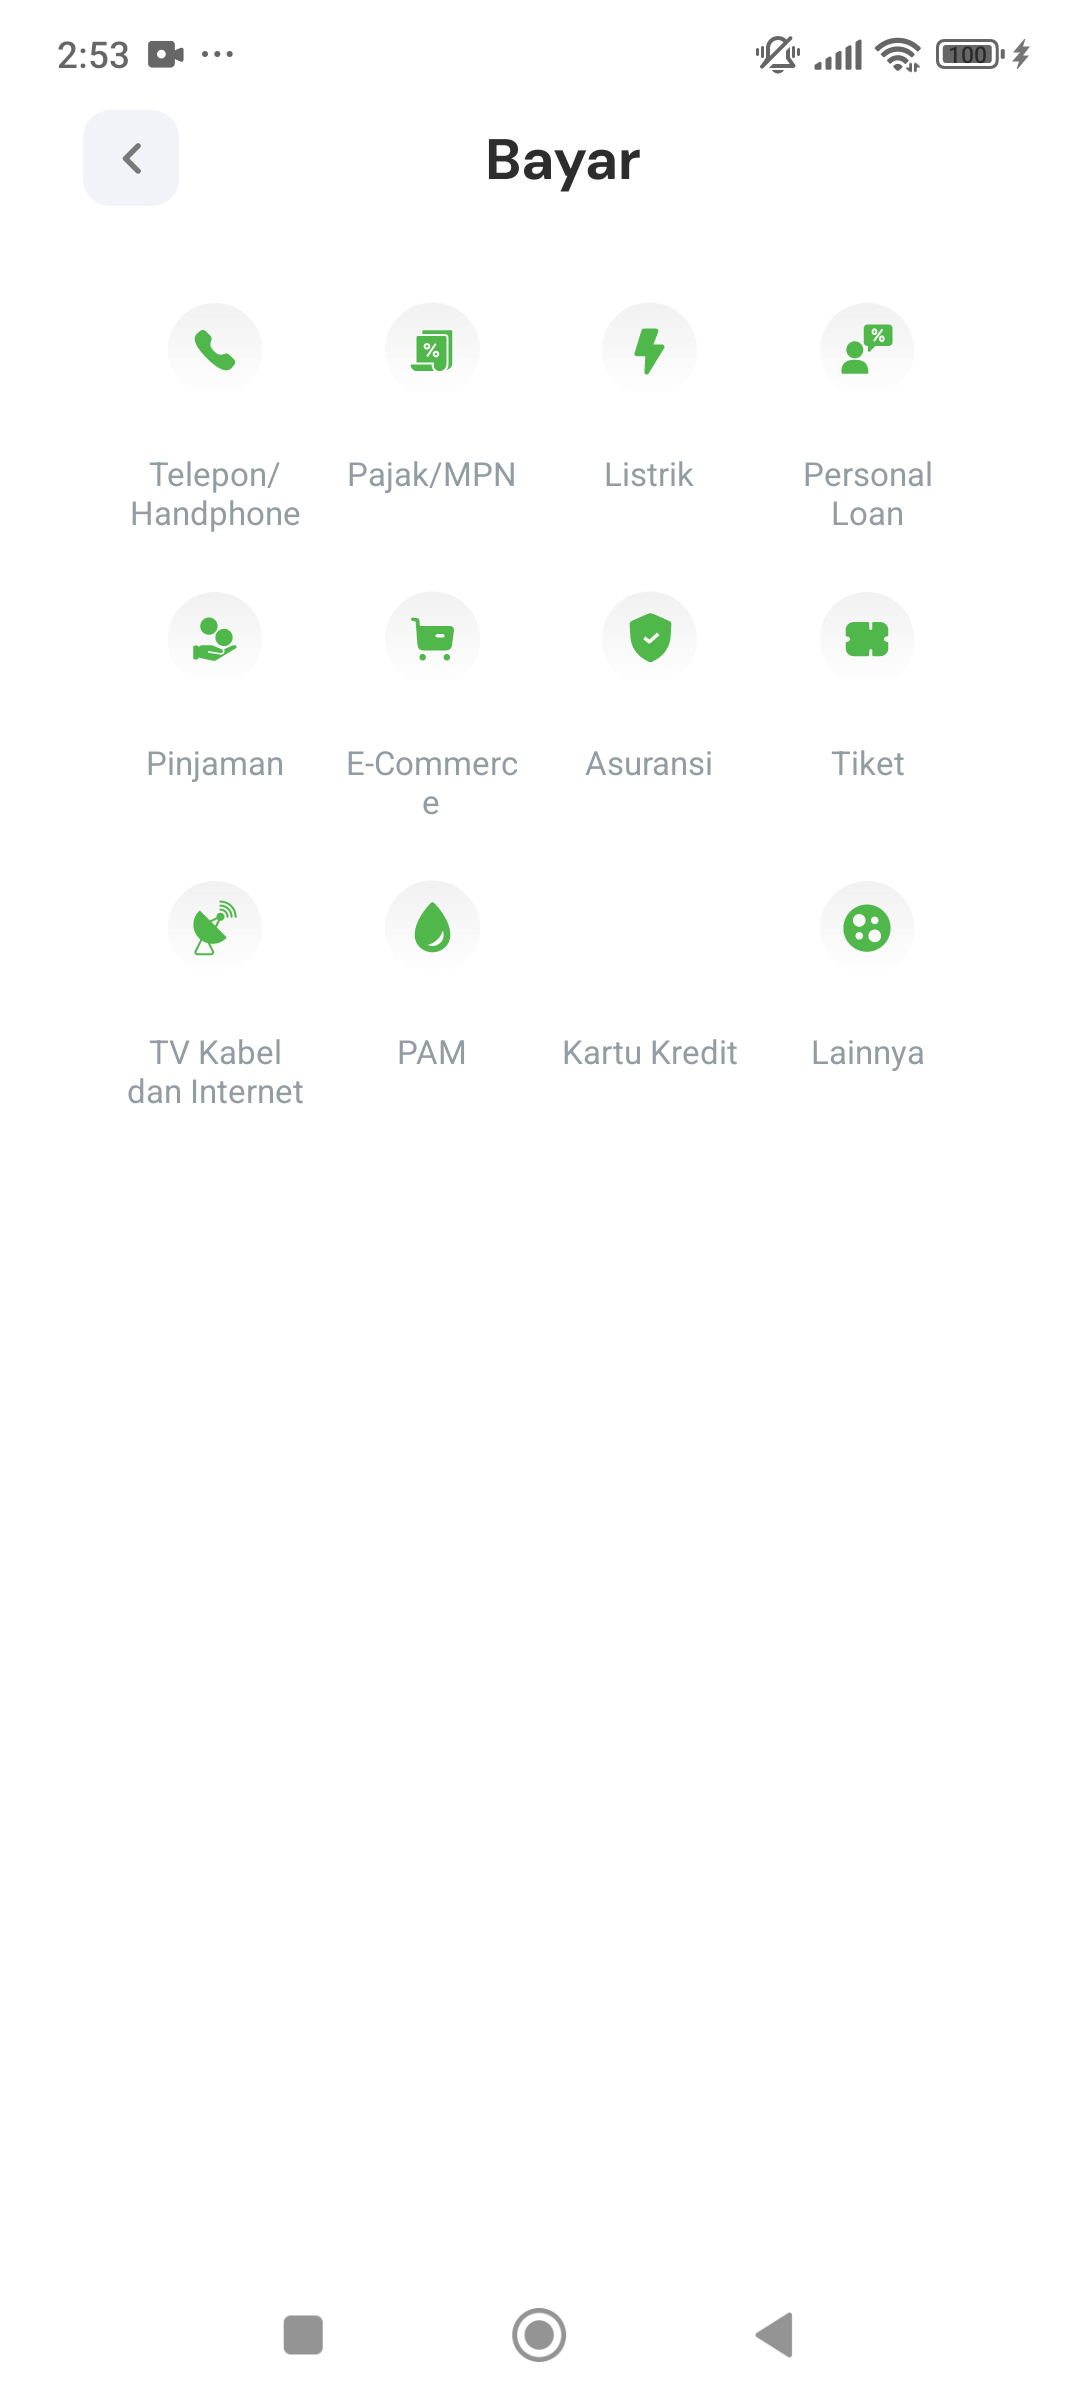 2:53
100
Bayar
Telepon/
Handphone
Pajak/MPN
Listrik
Personal
Loan
Pinjaman
E-Commerc
e
Asuransi
Tiket
TV Kabel
dan Internet
PAM
Kartu Kredit
Lainnya